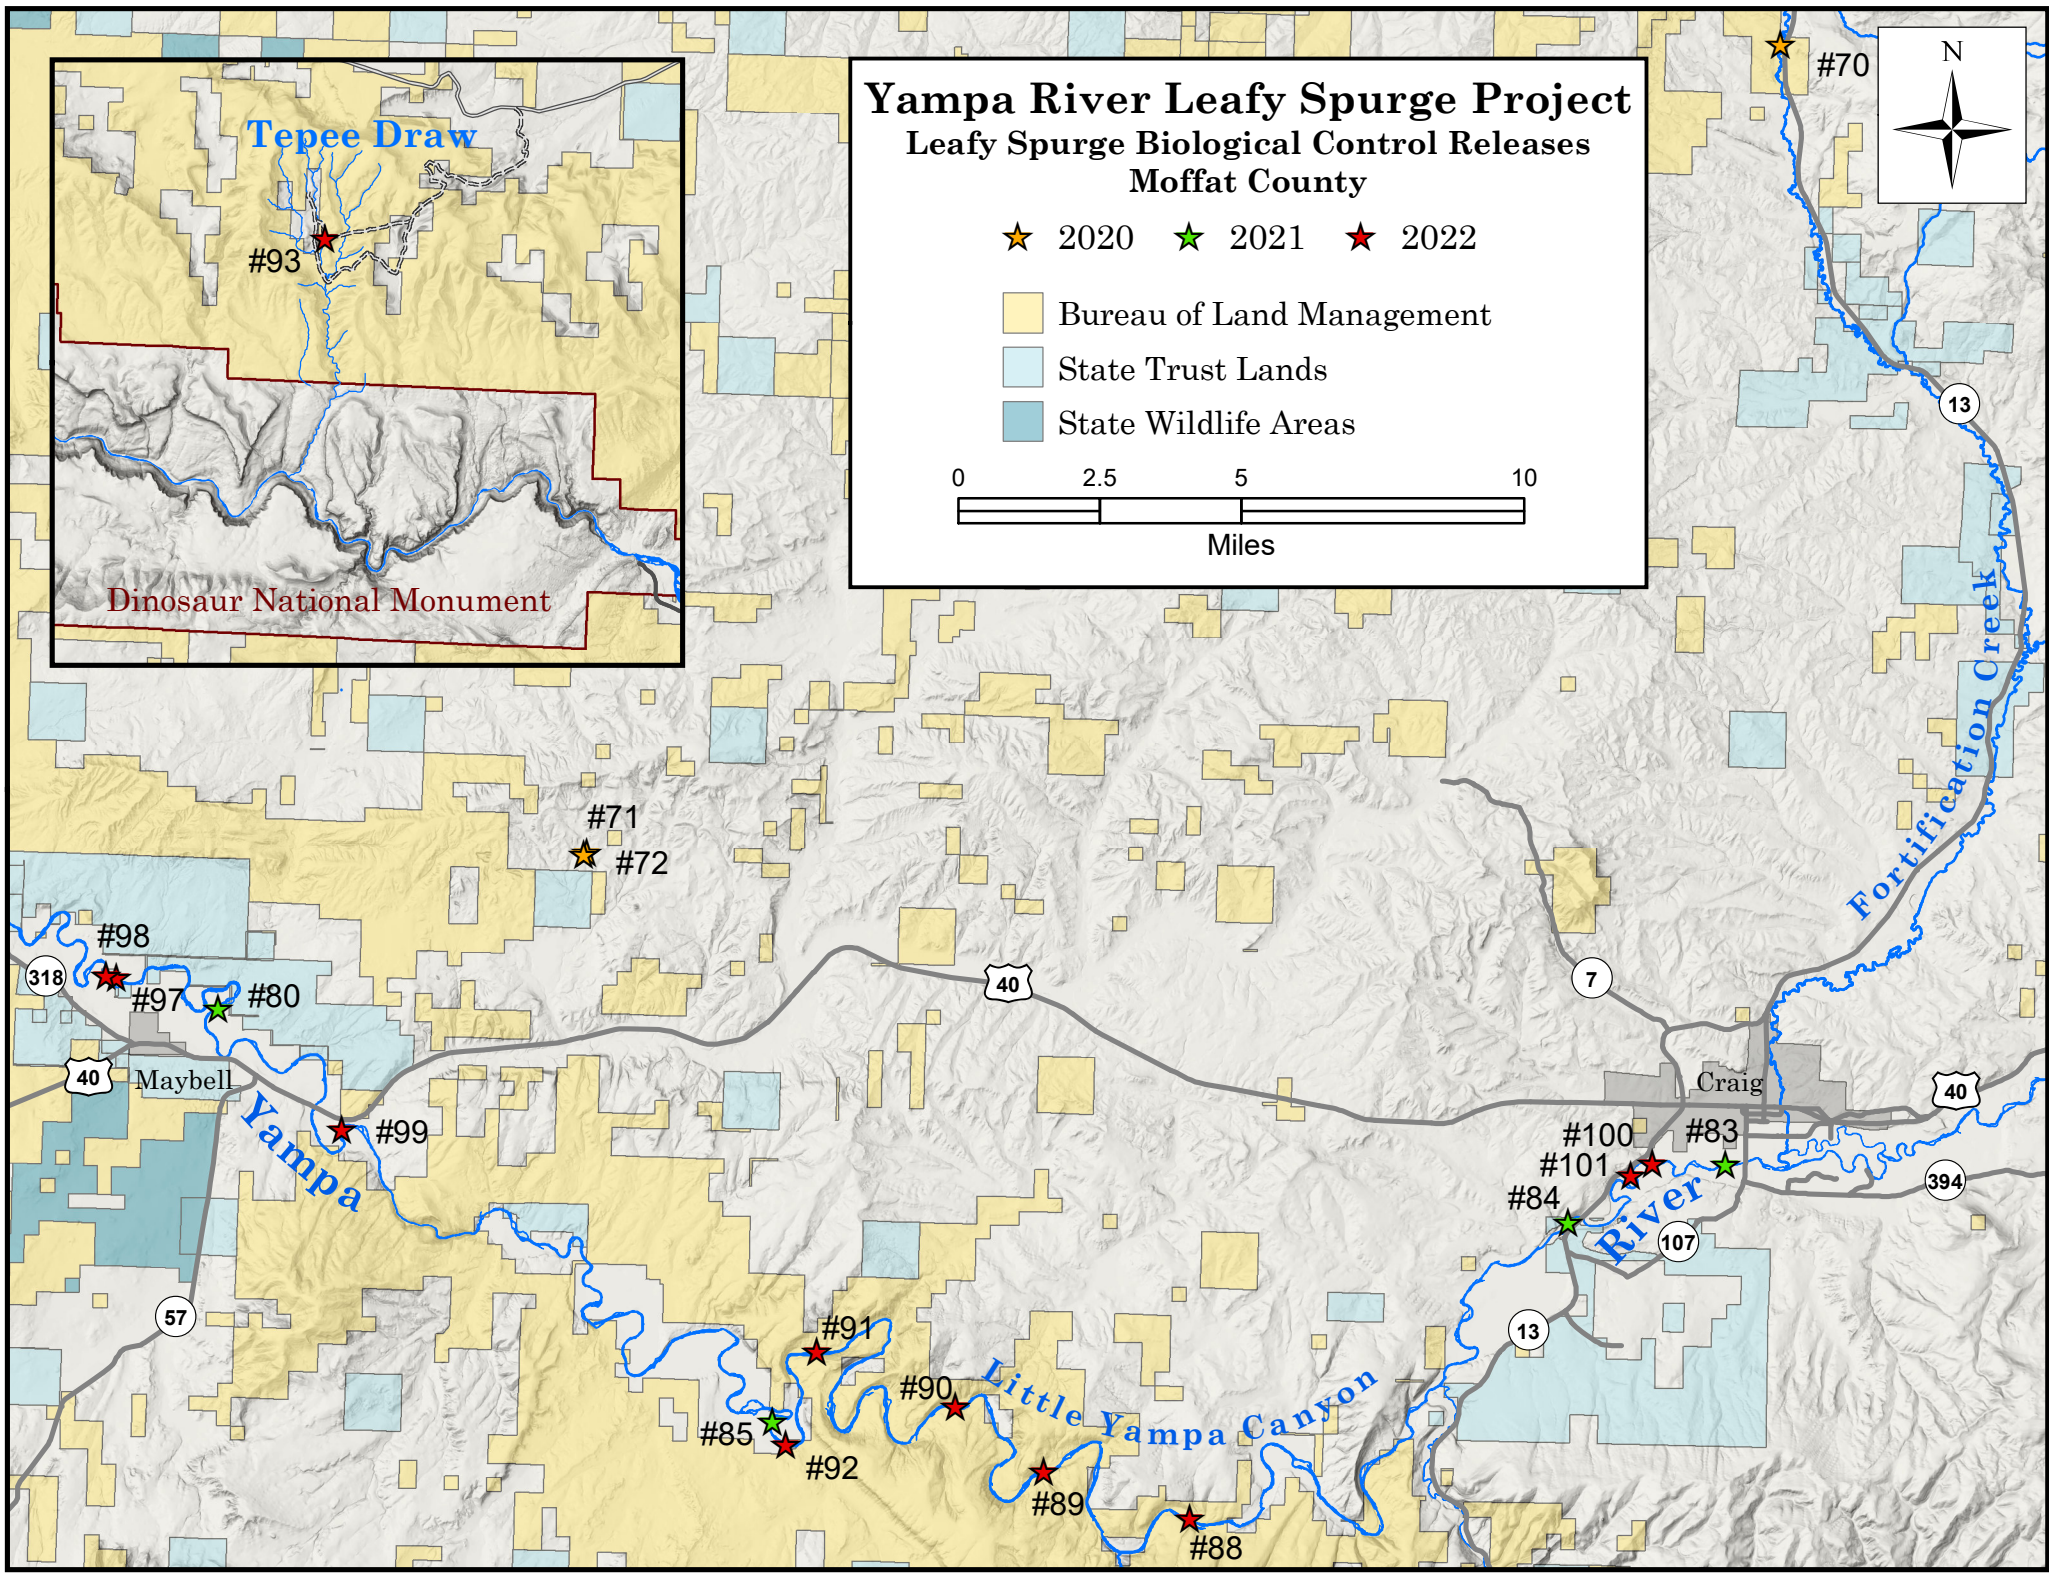 Yampa River Leafy Spurge Project
Leafy Spurge Biological Control Releases
Moffat County
2020 2021 2022
Bureau of Land Management
State Trust Lands
State Wildlife Areas
0 2.5 5 10
Miles
N
#70
Tepee Draw
#93
Dinosaur National Monument
13
Fortification Creek
#71
#72
#98
318
#97
#80
40
7
40
Maybell
Craig
40
Yampa
#99
#100
#83
#101
394
#84
River
107
57
13
#91
#90
Little Yampa Canyon
#85
#92
#89
#88